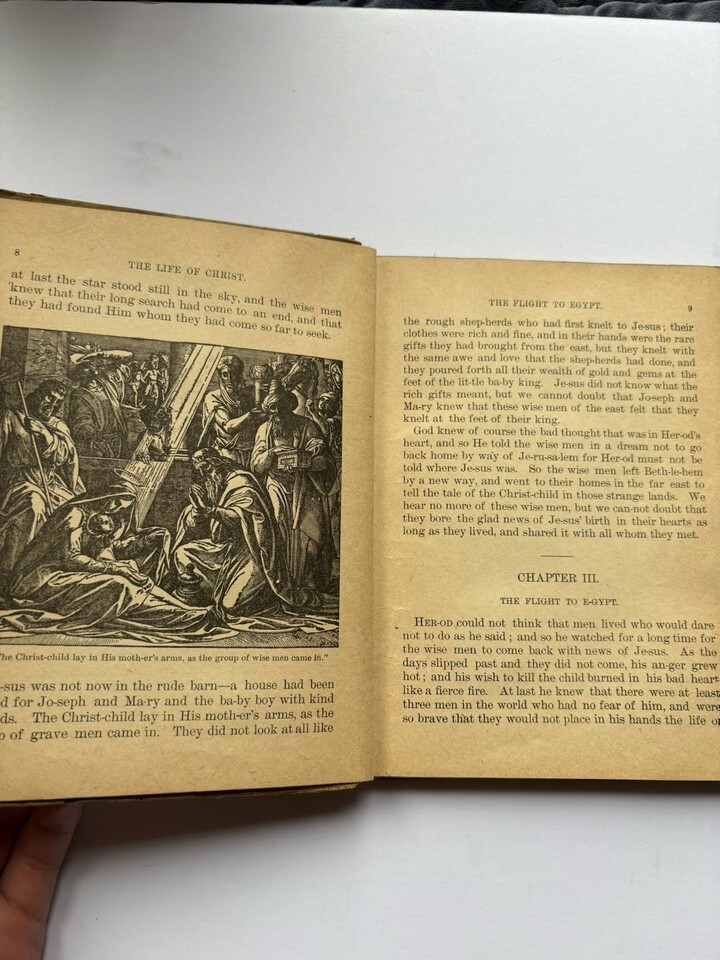 8
THE LIFE OF CHRIST.
at last the star stood still in the sky, and the wise men
knew that their long search had come to an end, and that
they had found Him whom they had come so far to seek.
he Christ-child lay in His moth-er's arms, as the group of wise men came in."
-sus was not now in the rude barn—a house had been
d for Jo-seph and Ma-ry and the ba-by boy with kind
ds. The Christ-child lay in His moth-er's arms, as the
p of grave men came in. They did not look at all like
THE FLIGHT TO EGYPT.
9
the rough shep-herds who had first knelt to Je-sus; their
clothes were rich and fine, and in their hands were the rare
gifts they had brought from the east, but they knelt with
the same awe and love that the shep-herds had done, and
they poured forth all their wealth of gold and gems at the
feet of the lit-tle ba-by king. Je-sus did not know what the
rich gifts meant, but we cannot doubt that Jo-seph and
Ma-ry knew that these wise men of the east felt that they
knelt at the feet of their king.
God knew of course the bad thought that was in Her-od's
heart, and so He told the wise men in a dream not to go
back home by way of Je-ru-sa-lem for Her-od must not be
told where Je-sus was. So the wise men left Beth-le-hem
by a new way, and went to their homes in the far east to
tell the tale of the Christ-child in those strange lands. We
hear no more of these wise men, but we can-not doubt that
they bore the glad news of Je-sus' birth in their hearts as
long as they lived, and shared it with all whom they met.
CHAPTER III.
THE FLIGHT TO E-GYPT.
HER-OD could not think that men lived who would dare
not to do as he said; and so he watched for a long time for
the wise men to come back with news of Je-sus. As the
days slipped past and they did not come, his an-ger grew
hot; and his wish to kill the child burned in his bad heart
like a fierce fire. At last he knew that there were at least
three men in the world who had no fear of him, and were
so brave that they would not place in his hands the life o